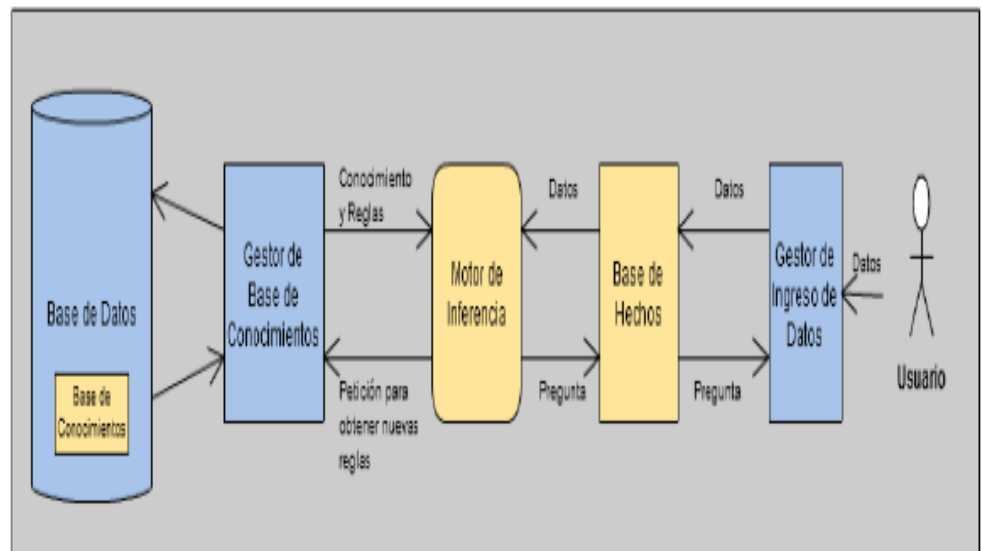 Base de Datos
Base de
Conocimientos
Gestor de
Base de
Conocimientos
Conocimiento
y Reglas
Petición para
obtener nuevas
reglas
Motor de
Inferencia
Datos
Pregunta
Base de
Hechos
Datos
Pregunta
Gestor de
Ingreso de
Datos
Datos
Usuario